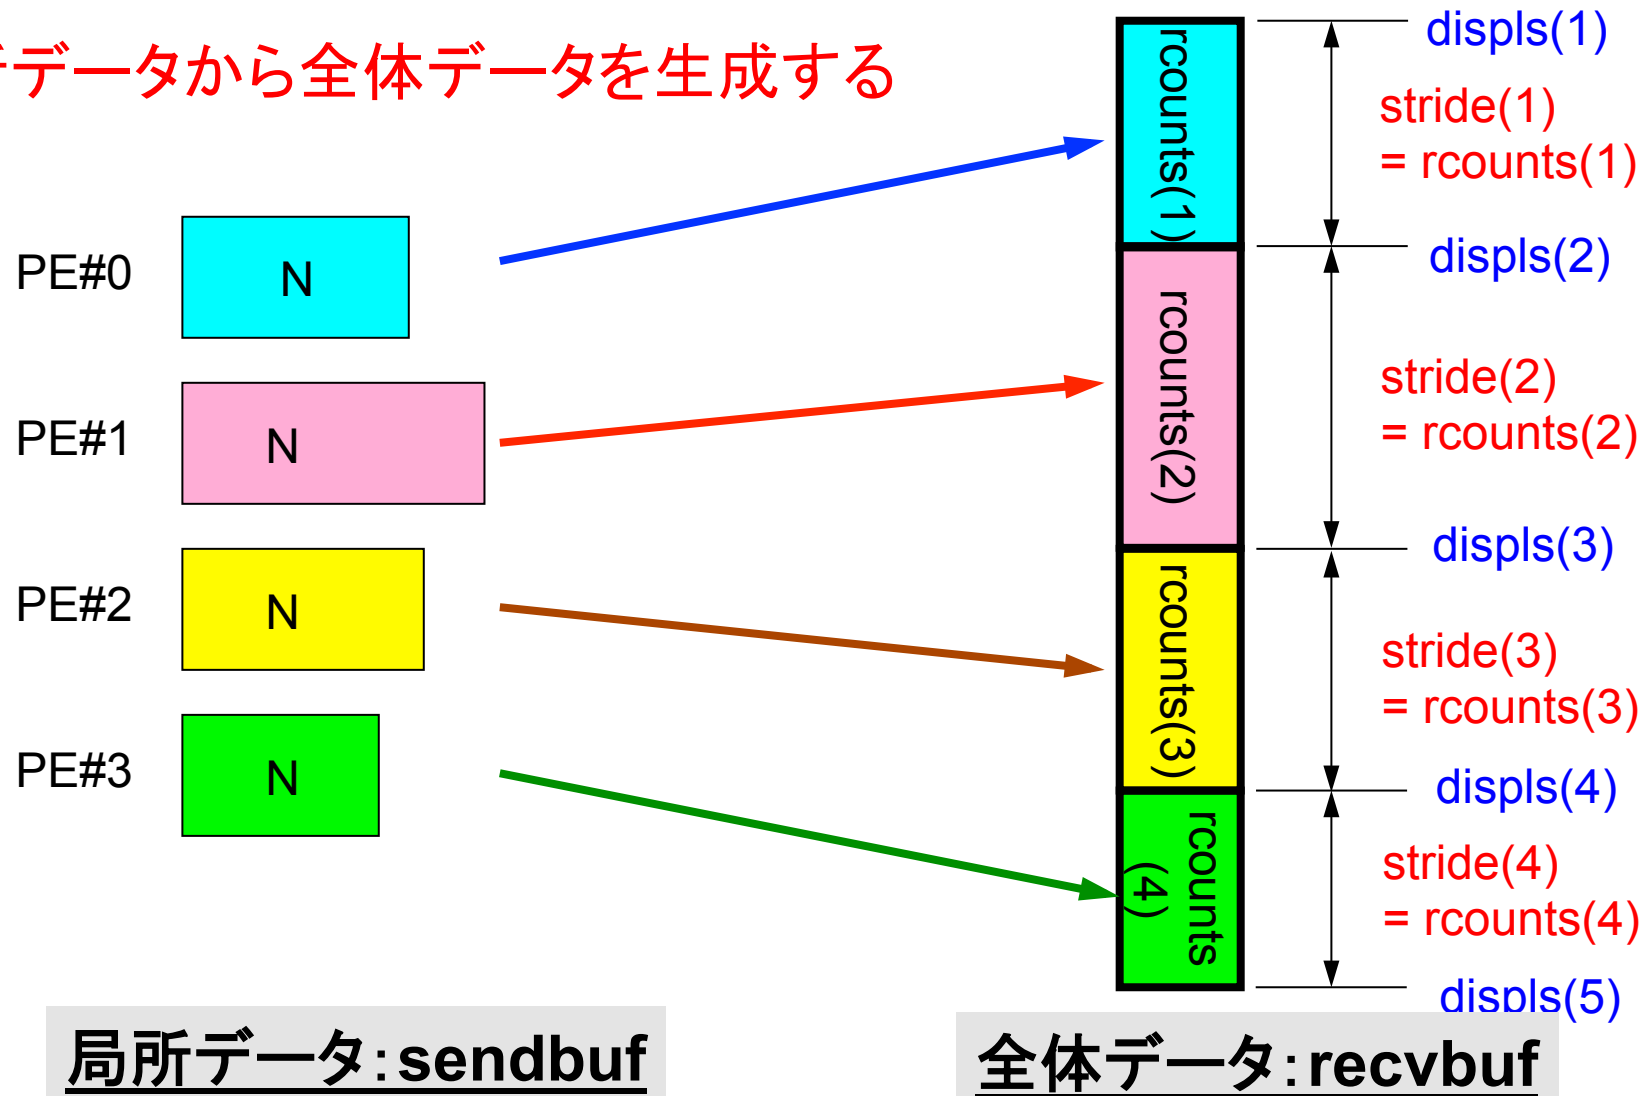 データから全体データを生成する
PE#0
N
PE#1
N
PE#2
N
PE#3
N
rcounts(1)
rcounts(2)
rcounts(3)
rcounts
(4)
displs(1)
stride(1)
= rcounts(1)
displs(2)
stride(2)
= rcounts(2)
displs(3)
stride(3)
= rcounts(3)
displs(4)
stride(4)
= rcounts(4)
displs(5)
局所データ:sendbuf
全体データ:recvbuf